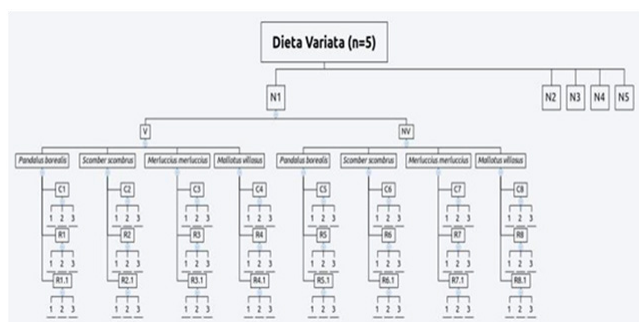 Dieta Variata (n=5)
N1 N2 N3 N4 N5
V NV
Pandalus borealis Scomber scombrus Merluccius merluccius Mallotus villosus Pandalus borealis Scomber scombrus Merluccius merluccius Mallotus villosus
C1 C2 C3 C4 C5 C6 C7 C8
1 2 3 1 2 3 1 2 3 1 2 3 1 2 3 1 2 3 1 2 3 1 2 3
R1 R2 R3 R4 R5 R6 R7 R8
1 2 3 1 2 3 1 2 3 1 2 3 1 2 3 1 2 3 1 2 3 1 2 3
R1.1 R2.1 R3.1 R4.1 R5.1 R6.1 R7.1 R8.1
1 2 3 1 2 3 1 2 3 1 2 3 1 2 3 1 2 3 1 2 3 1 2 3